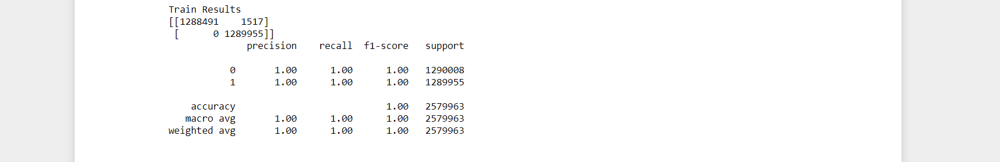 Train Results
[[1288491    1517]
 [      0 1289955]]
              precision    recall  f1-score   support
           0       1.00      1.00      1.00   1290008
           1       1.00      1.00      1.00   1289955
    accuracy                           1.00   2579963
   macro avg       1.00      1.00      1.00   2579963
weighted avg       1.00      1.00      1.00   2579963